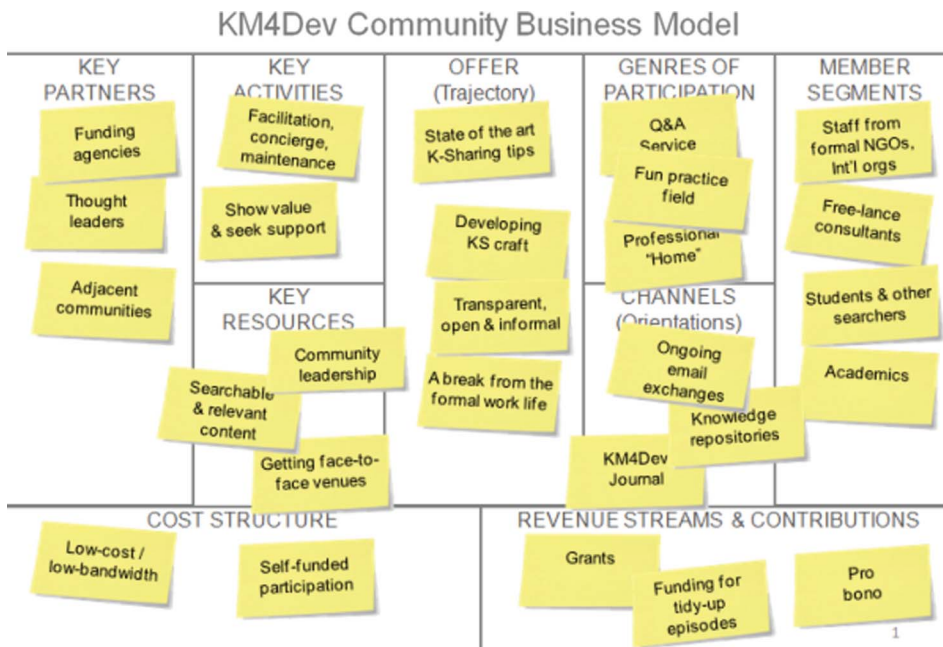 KM4Dev Community Business Model
KEY
PARTNERS
Funding
agencies
Thought
leaders
Adjacent
communities
KEY
ACTIVITIES
Facilitation,
concierge,
maintenance
Show value
& seek support
KEY
RESOURCES
Community
leadership
Searchable
& relevant
content
Getting face-to-
face venues
OFFER
(Trajectory)
State of the art
K-Sharing tips
Developing
KS craft
Transparent,
open & informal
A break from the
formal work life
GENRES OF
PARTICIPATION
Q&A
Service
Fun practice
field
Professional
“Home”
CHANNELS
(Orientations)
Ongoing
email
exchanges
Knowledge
repositories
KM4Dev
Journal
MEMBER
SEGMENTS
Staff from
formal NGOs,
Int’l orgs
Free-lance
consultants
Students & other
searchers
Academics
COST STRUCTURE
Low-cost /
low-bandwidth
Self-funded
participation
REVENUE STREAMS & CONTRIBUTIONS
Grants
Funding for
tidy-up
episodes
Pro
bono
1